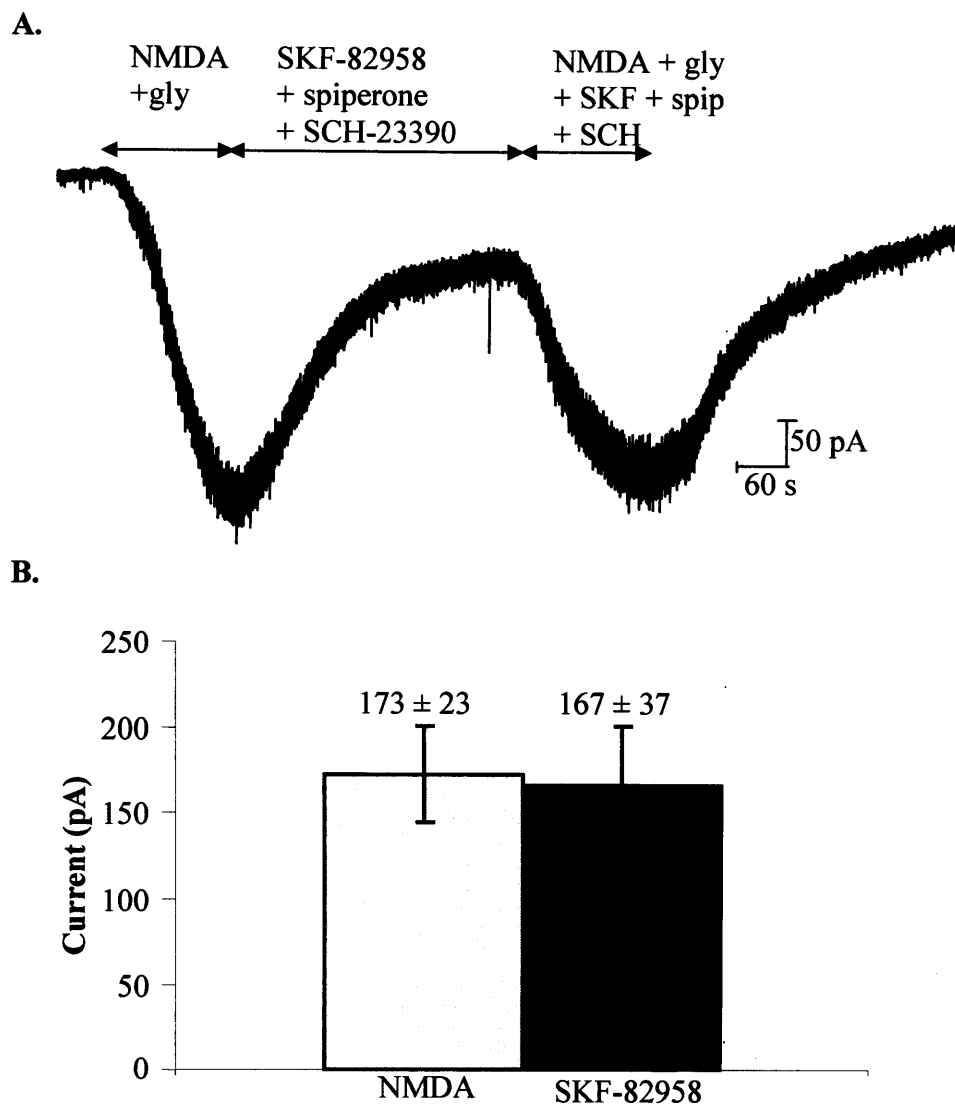 A.
NMDA
+gly
SKF-82958
+ spiperone
+ SCH-23390
NMDA + gly
+ SKF + spip
+ SCH
50 pA
60 s
B.
250
200
150
100
50
0
Current (pA)
173 ± 23
167 ± 37
NMDA
SKF-82958